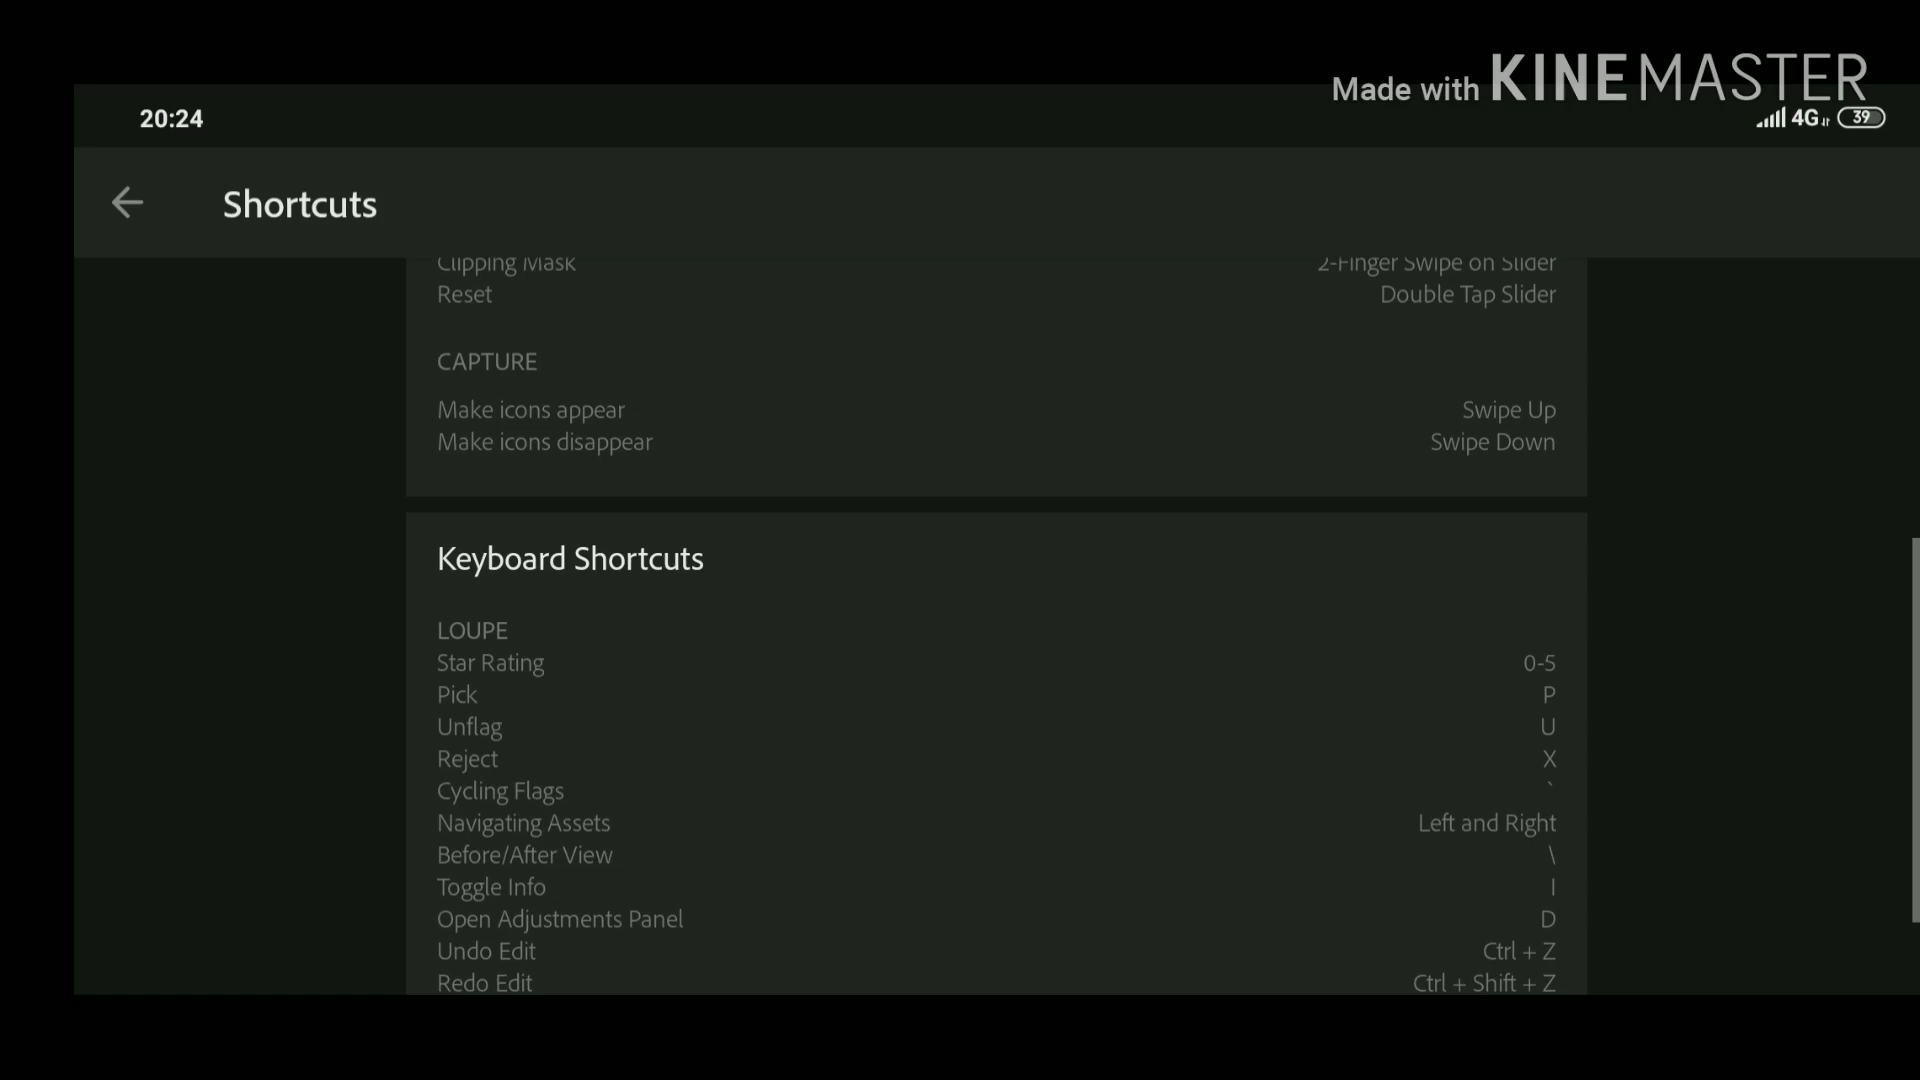 Made with KINEMASTER
20:24 4G 39
Shortcuts
Clipping Mask 2-Finger Swipe on Slider
Reset Double Tap Slider
CAPTURE
Make icons appear Swipe Up
Make icons disappear Swipe Down
Keyboard Shortcuts
LOUPE
Star Rating 0-5
Pick P
Unflag U
Reject X
Cycling Flags `
Navigating Assets Left and Right
Before/After View \
Toggle Info I
Open Adjustments Panel D
Undo Edit Ctrl + Z
Redo Edit Ctrl + Shift + Z